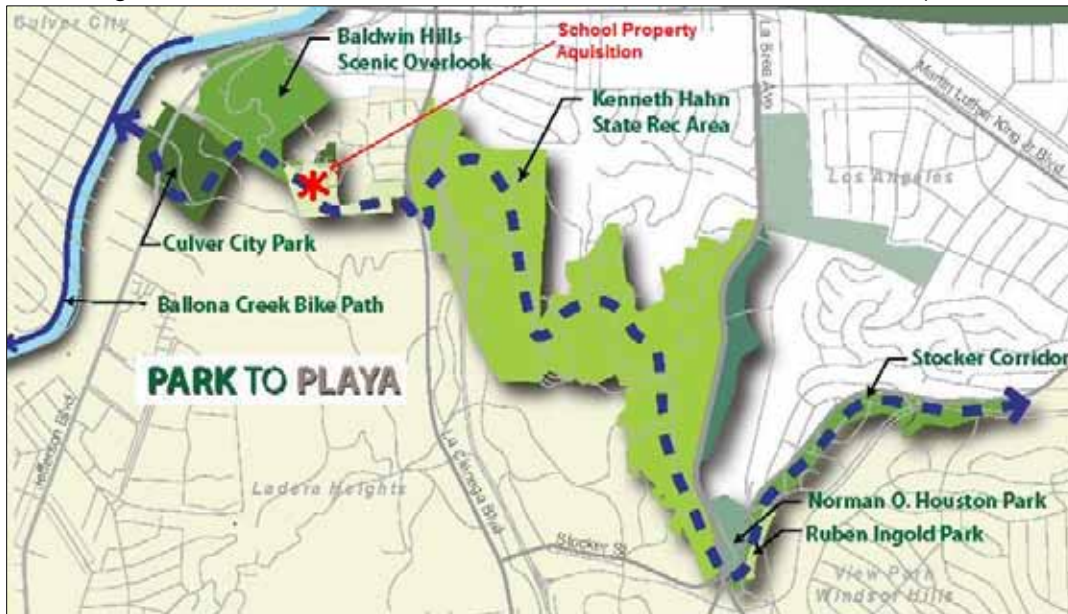 Culver City
Baldwin Hills
Scenic Overlook
School Property
Aquisition
Kenneth Hahn
State Rec Area
La Brea Ave
Martin Luther King Jr Blvd
Los Angeles
Culver City Park
Ballona Creek Bike Path
PARK TO PLAYA
Stocker Corridor
Jefferson Blvd
La Cienega Blvd
Ladera Heights
Norman O. Houston Park
Ruben Ingold Park
Stocker St
View Park
Windsor Hills